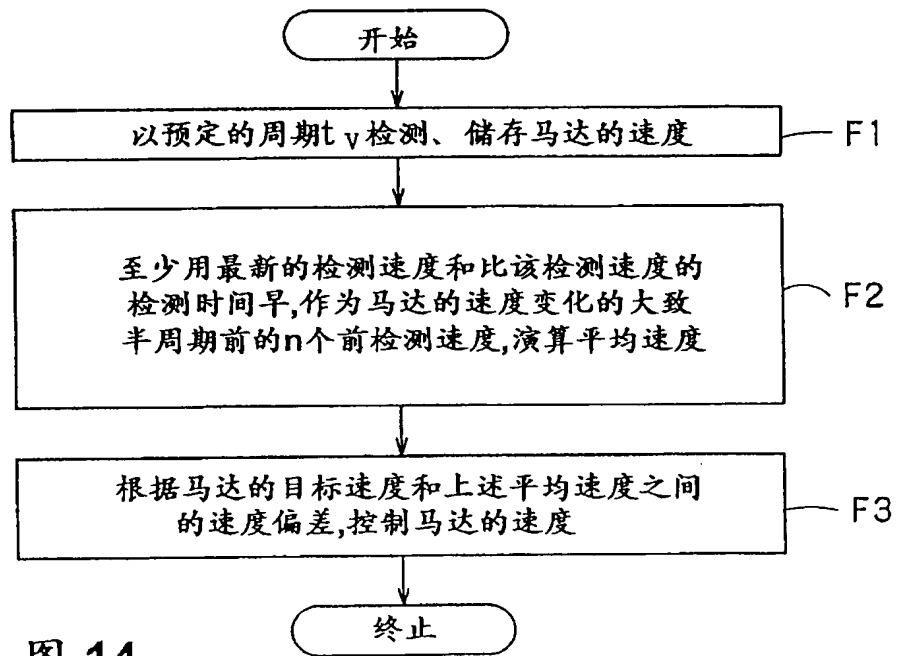 开始
以预定的周期tv检测、储存马达的速度
F1
至少用最新的检测速度和比该检测速度的
检测时间早,作为马达的速度变化的大致
半周期前的n个前检测速度,演算平均速度
F2
根据马达的目标速度和上述平均速度之间
的速度偏差,控制马达的速度
F3
终止
图 14